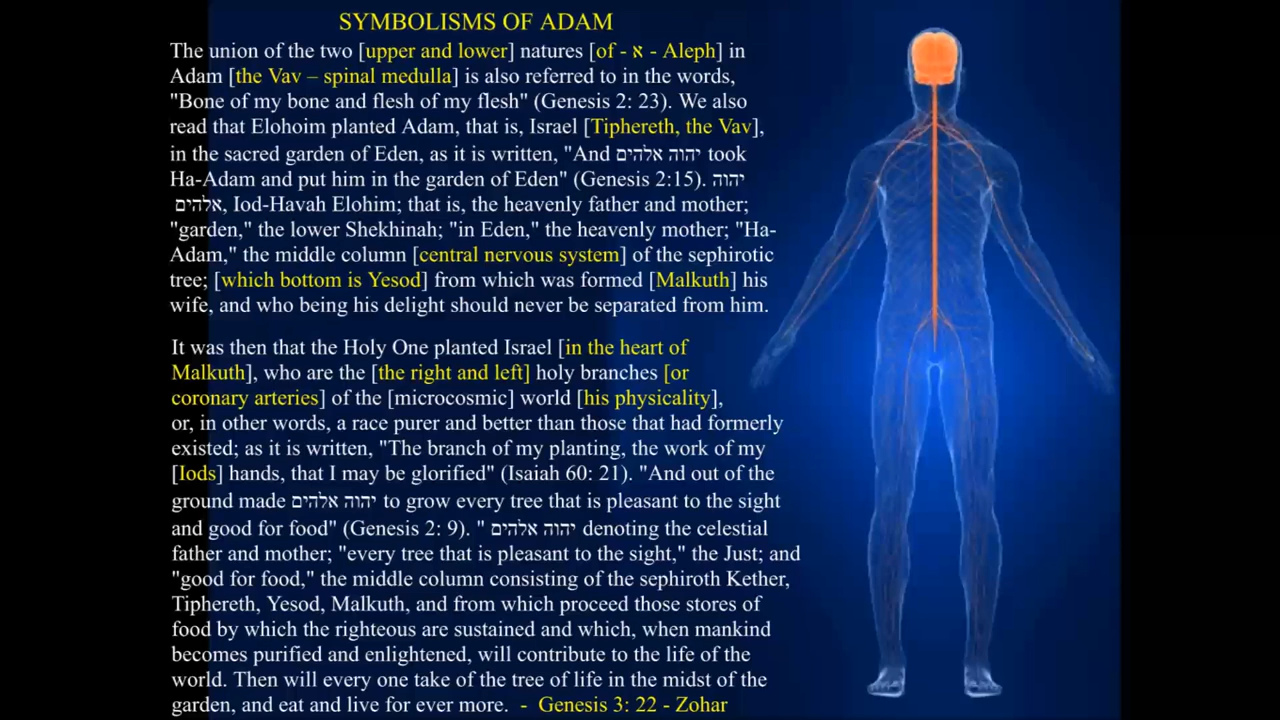 SYMBOLISMS OF ADAM
The union of the two [upper and lower] natures [of - א - Aleph] in
Adam [the Vav – spinal medulla] is also referred to in the words,
"Bone of my bone and flesh of my flesh" (Genesis 2: 23). We also
read that Elohoim planted Adam, that is, Israel [Tiphereth, the Vav],
in the sacred garden of Eden, as it is written, "And יהוה אלהים took
Ha-Adam and put him in the garden of Eden" (Genesis 2:15). יהוה
אלהים, Iod-Havah Elohim; that is, the heavenly father and mother;
"garden," the lower Shekhinah; "in Eden," the heavenly mother; "Ha-
Adam," the middle column [central nervous system] of the sephirotic
tree; [which bottom is Yesod] from which was formed [Malkuth] his
wife, and who being his delight should never be separated from him.
It was then that the Holy One planted Israel [in the heart of
Malkuth], who are the [the right and left] holy branches [or
coronary arteries] of the [microcosmic] world [his physicality],
or, in other words, a race purer and better than those that had formerly
existed; as it is written, "The branch of my planting, the work of my
[Iods] hands, that I may be glorified" (Isaiah 60: 21). "And out of the
ground made יהוה אלהים to grow every tree that is pleasant to the sight
and good for food" (Genesis 2: 9). " יהוה אלהים denoting the celestial
father and mother; "every tree that is pleasant to the sight," the Just; and
"good for food," the middle column consisting of the sephiroth Kether,
Tiphereth, Yesod, Malkuth, and from which proceed those stores of
food by which the righteous are sustained and which, when mankind
becomes purified and enlightened, will contribute to the life of the
world. Then will every one take of the tree of life in the midst of the
garden, and eat and live for ever more. - Genesis 3: 22 - Zohar